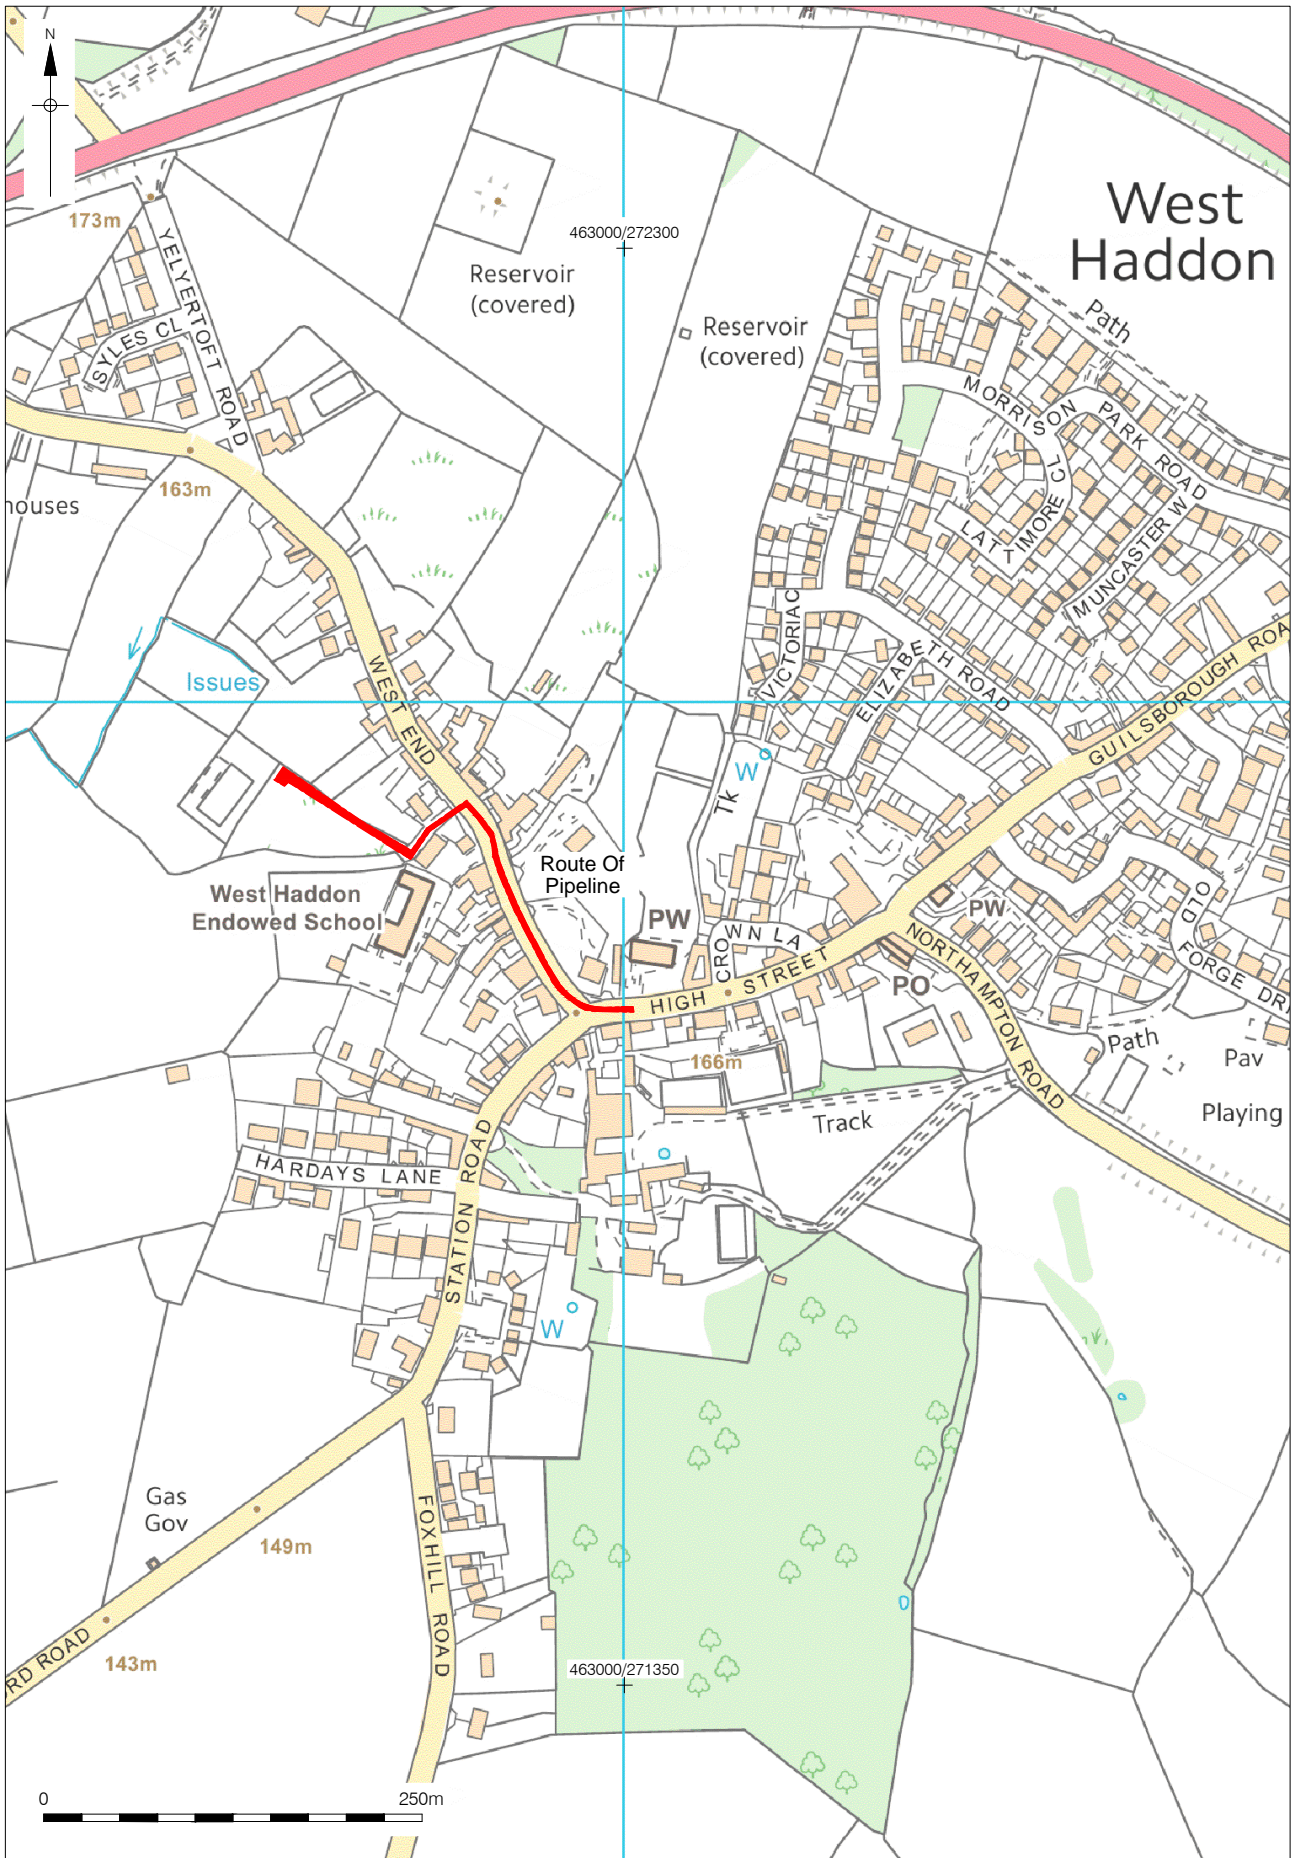 N
West
Haddon
173m
463000/272300
YELYERTOFT ROAD
Reservoir
(covered)
Reservoir
(covered)
Path
SYLES CL
MORRISON
PARK ROAD
163m
houses
LATTIMORE CL
MUNCASTER W
VICTORIA C
ELIZABETH ROAD
GUILSBOROUGH ROA
WEST END
Issues
W
Tk
Route Of
Pipeline
West Haddon
Endowed School
PW
PW
CROWN LA
OLD FORGE DRI
HIGH STREET
NORTHAMPTON ROAD
PO
166m
Path
Pav
Track
Playing
HARDAYS LANE
STATION ROAD
W
Gas
Gov
149m
FOXHILL ROAD
RD ROAD
143m
463000/271350
0
250m